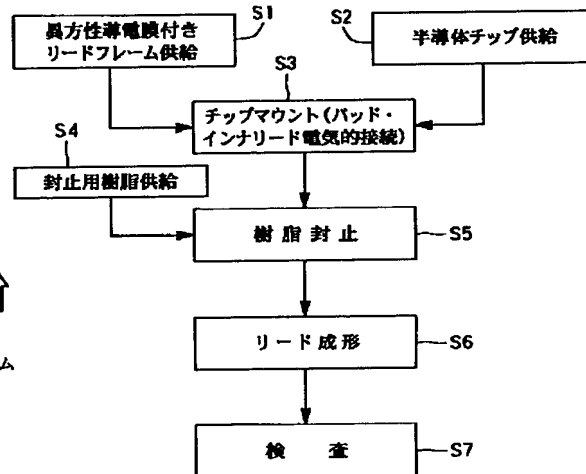 S1
異方性導電膜付き
リードフレーム供給
S2
半導体チップ供給
S3
チップマウント(パッド・
インナリード電気的接続)
S4
封止用樹脂供給
樹脂封止
S5
ム
リード成形
S6
検 査
S7